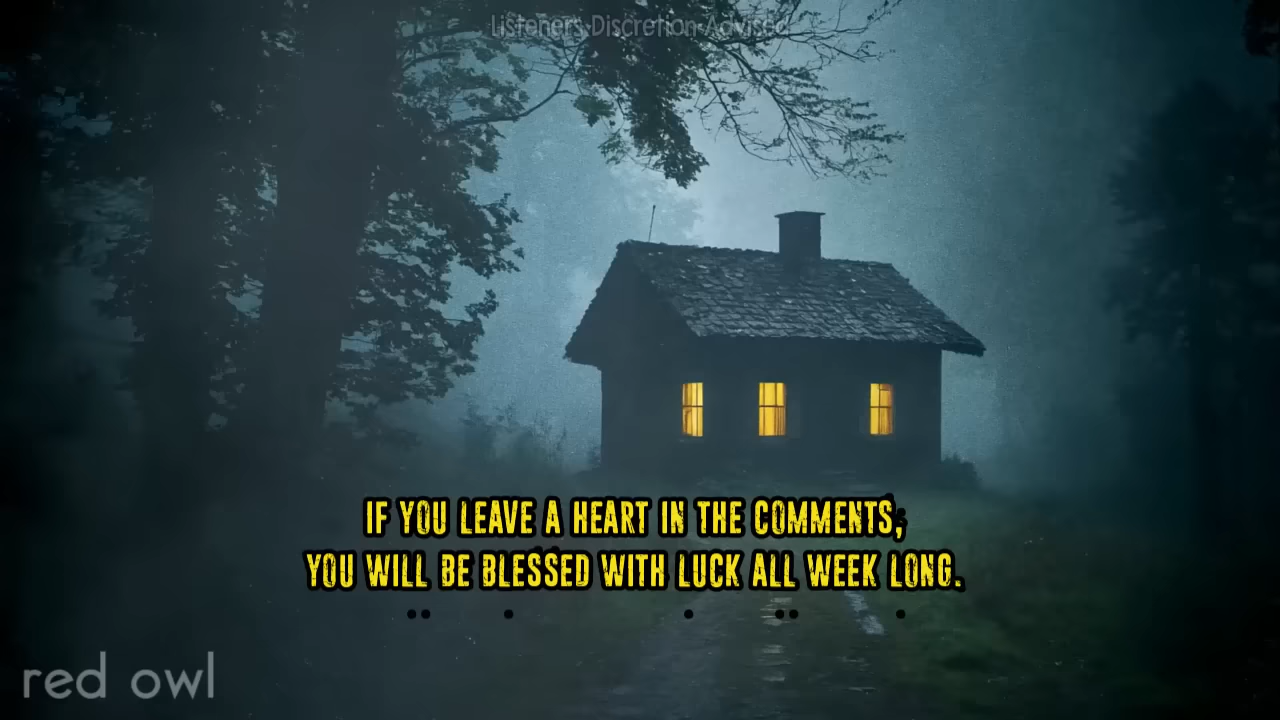 Listeners Discretion Advised
IF YOU LEAVE A HEART IN THE COMMENTS,
YOU WILL BE BLESSED WITH LUCK ALL WEEK LONG.
red owl